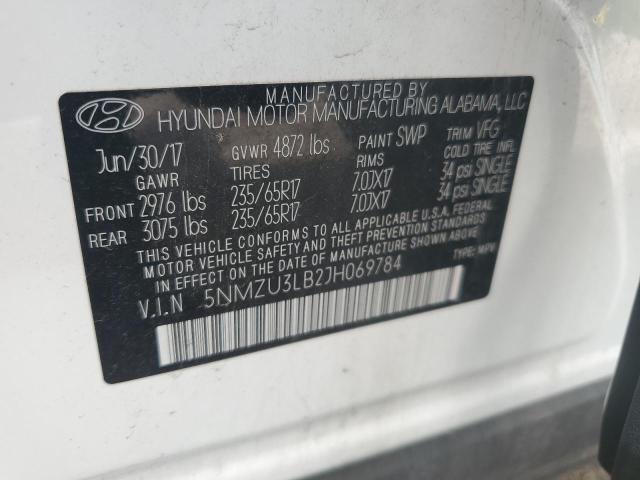 MANUFACTURED BY
HYUNDAI MOTOR MANUFACTURING ALABAMA, LLC
Jun/30/17 GVWR 4872 lbs PAINT SWP TRIM VFG
GAWR TIRES RIMS COLD TIRE INFL
FRONT 2976 lbs 235/65R17 7.0JX17 34 psi SINGLE
REAR 3075 lbs 235/65R17 7.0JX17 34 psi SINGLE
THIS VEHICLE CONFORMS TO ALL APPLICABLE U.S.A. FEDERAL
MOTOR VEHICLE SAFETY AND THEFT PREVENTION STANDARDS
IN EFFECT ON THE DATE OF MANUFACTURE SHOWN ABOVE.
V.I.N 5NMZU3LB2JH069784 TYPE: MPV